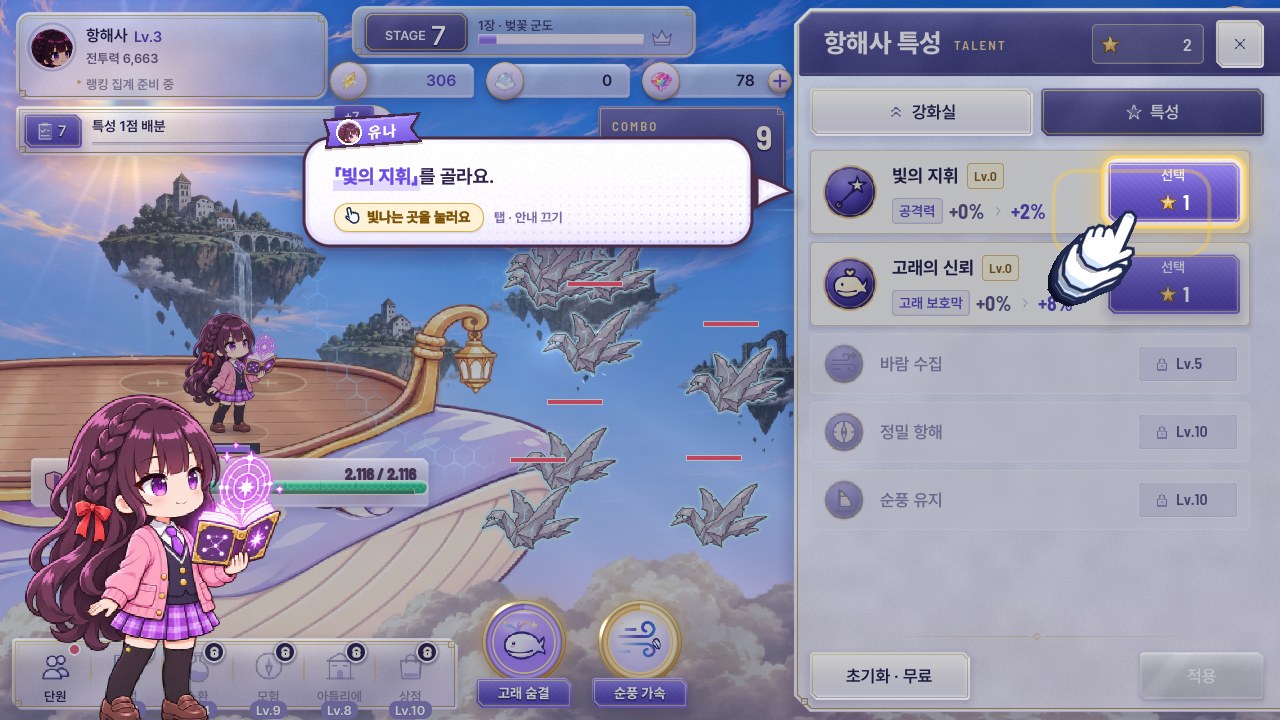 항해사 Lv.3
전투력 6,663
랭킹 집계 준비 중
STAGE 7
1장 · 벚꽃 군도
306
0
78
7
특성 1점 배분
+7
COMBO
9
유나
「빛의 지휘」를 골라요.
빛나는 곳을 눌러요
탭 · 안내 끄기
2,116 / 2,116
단원
모험
Lv.9
아틀리에
Lv.8
상점
Lv.10
고래 숨결
순풍 가속
항해사 특성 TALENT
2
강화실
특성
빛의 지휘 Lv.0
공격력 +0% +2%
선택
1
고래의 신뢰 Lv.0
고래 보호막 +0% +8%
선택
1
바람 수집
Lv.5
정밀 항해
Lv.10
순풍 유지
Lv.10
초기화 · 무료
적용